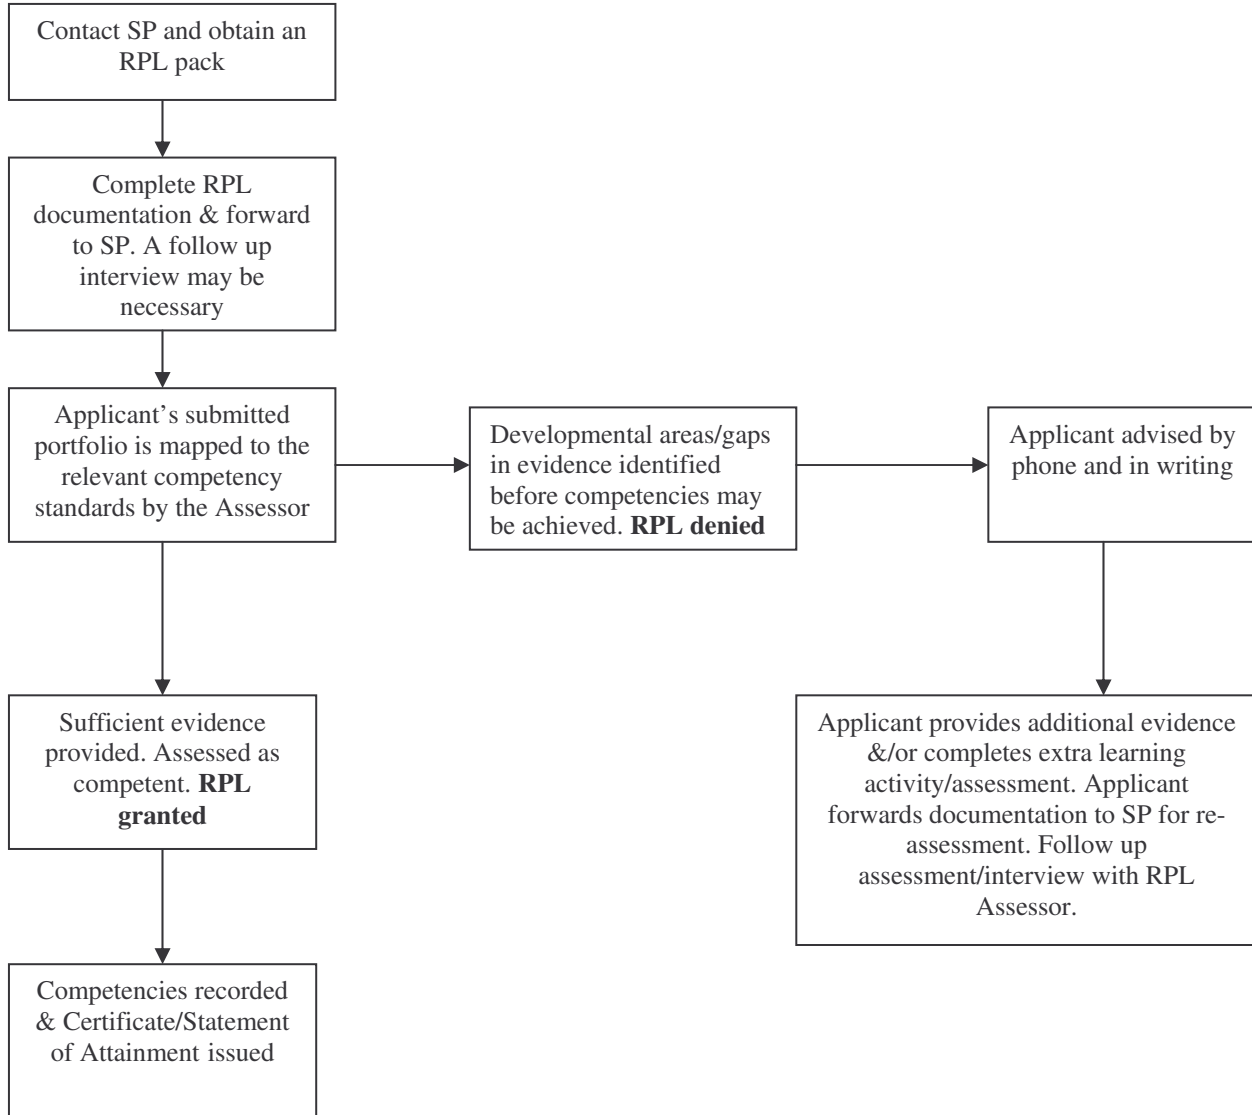 Contact SP and obtain an
RPL pack
Complete RPL
documentation & forward
to SP. A follow up
interview may be
necessary
Applicant's submitted
portfolio is mapped to the
relevant competency
standards by the Assessor
Developmental areas/gaps
in evidence identified
before competencies may
be achieved. RPL denied
Applicant advised by
phone and in writing
Sufficient evidence
provided. Assessed as
competent. RPL
granted
Applicant provides additional evidence
&/or completes extra learning
activity/assessment. Applicant
forwards documentation to SP for re-
assessment. Follow up
assessment/interview with RPL
Assessor.
Competencies recorded
& Certificate/Statement
of Attainment issued